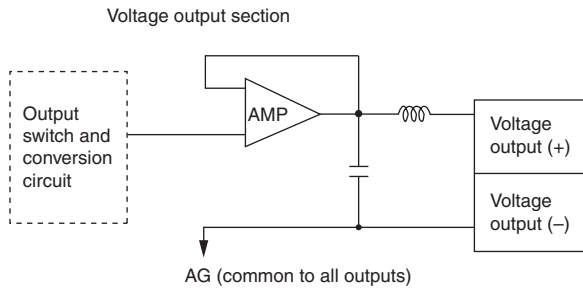 Voltage output section
Output
switch and
conversion
circuit
AMP
Voltage
output (+)
Voltage
output (–)
AG (common to all outputs)